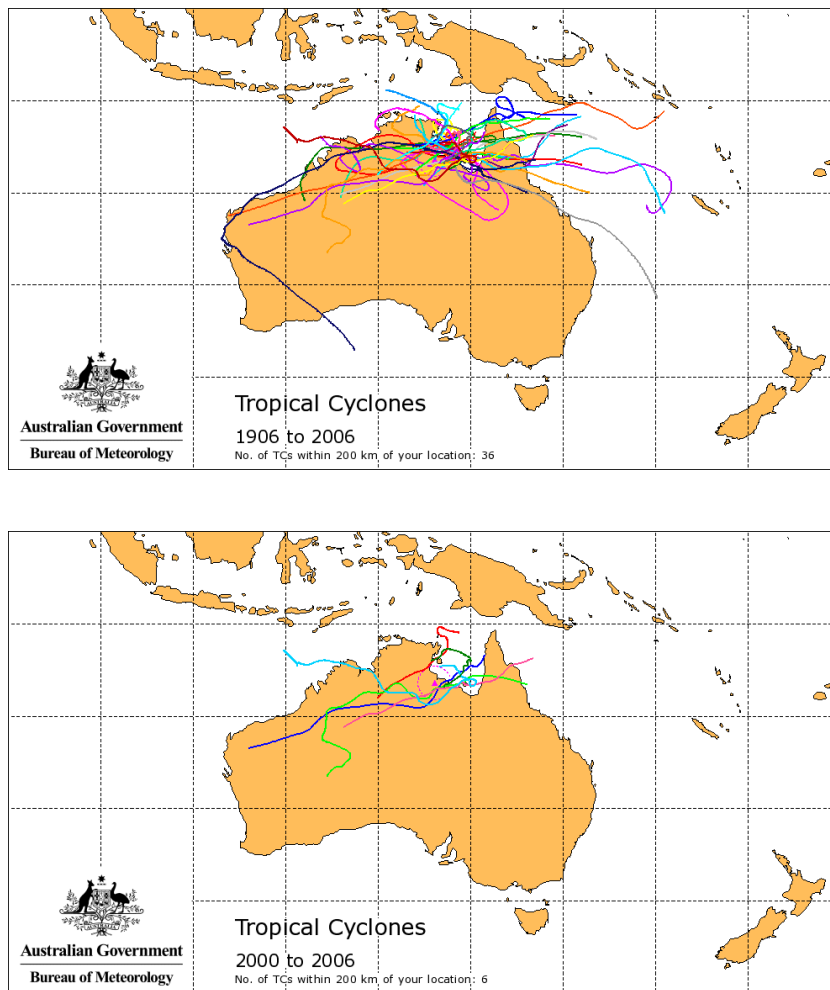 Australian Government
Bureau of Meteorology
Tropical Cyclones
1906 to 2006
No. of TCs within 200 km of your location: 36
Australian Government
Bureau of Meteorology
Tropical Cyclones
2000 to 2006
No. of TCs within 200 km of your location: 6